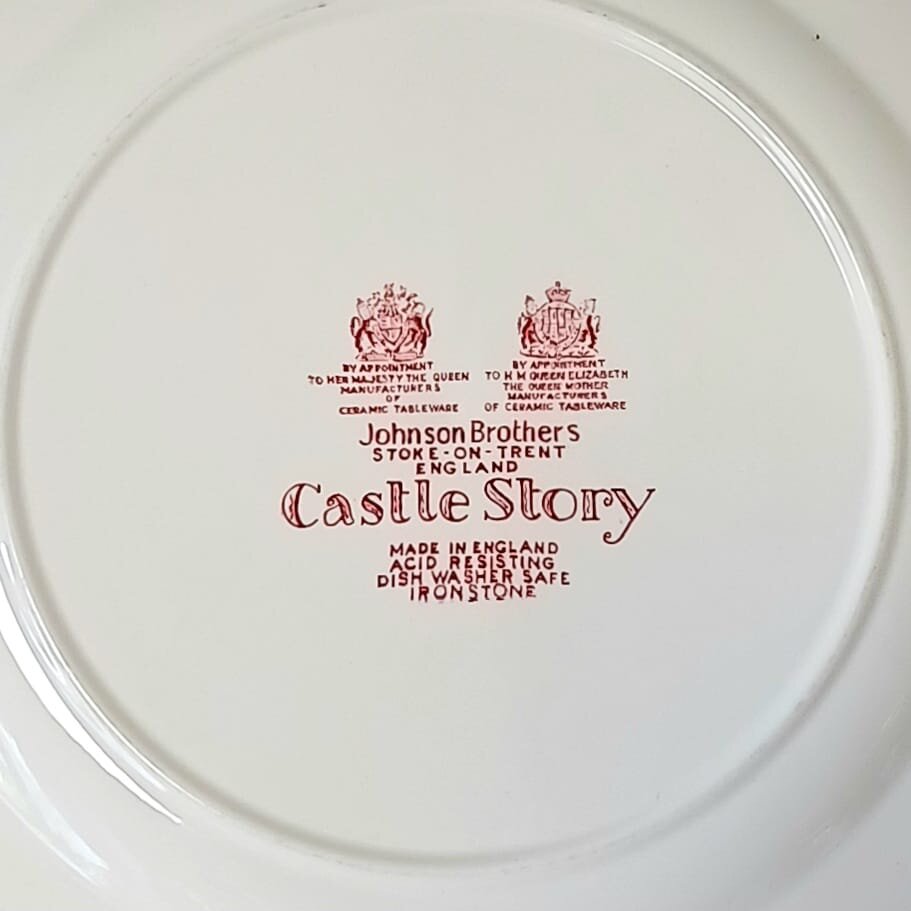 BY APPOINTMENT
TO HER MAJESTY THE QUEEN
MANUFACTURERS
OF
CERAMIC TABLEWARE
BY APPOINTMENT
TO H M QUEEN ELIZABETH
THE QUEEN MOTHER
MANUFACTURERS
OF CERAMIC TABLEWARE
Johnson Brothers
STOKE-ON-TRENT
ENGLAND
Castle Story
MADE IN ENGLAND
ACID RESISTING
DISH WASHER SAFE
IRONSTONE